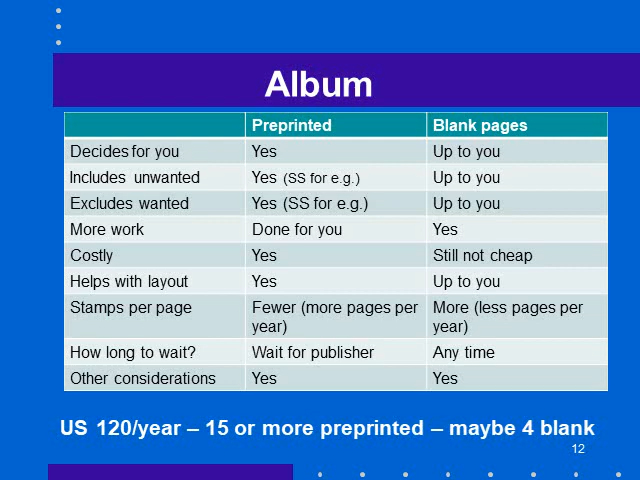 Album
Preprinted Blank pages
Decides for you Yes Up to you
Includes unwanted Yes (SS for e.g.) Up to you
Excludes wanted Yes (SS for e.g.) Up to you
More work Done for you Yes
Costly Yes Still not cheap
Helps with layout Yes Up to you
Stamps per page Fewer (more pages per year) More (less pages per year)
How long to wait? Wait for publisher Any time
Other considerations Yes Yes
US 120/year – 15 or more preprinted – maybe 4 blank
12